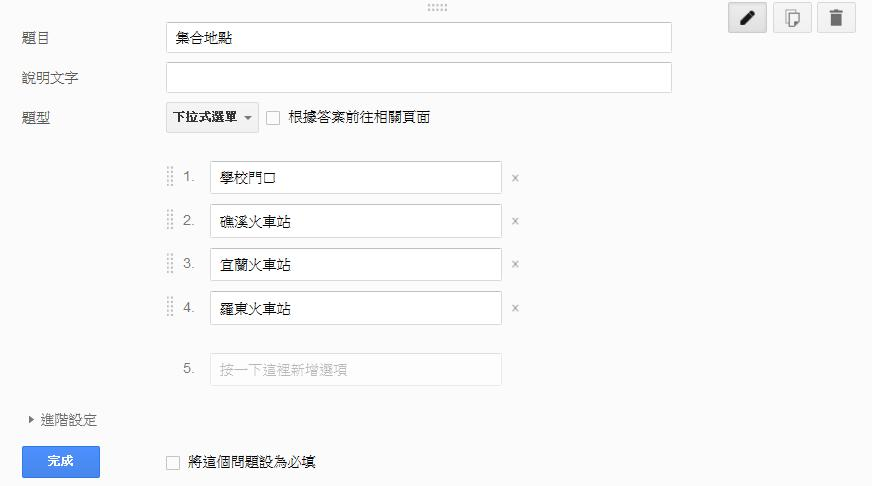 題目 集合地點
說明文字
題型 下拉式選單 根據答案前往相關頁面
1. 學校門口 ×
2. 礁溪火車站 ×
3. 宜蘭火車站 ×
4. 羅東火車站 ×
5. 按一下這裡新增選項
進階設定
完成 將這個問題設為必填